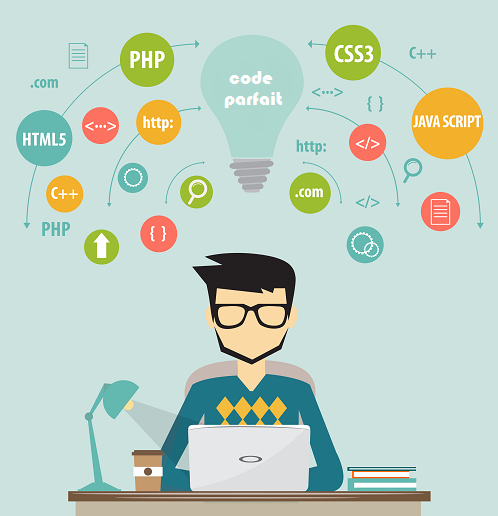 PHP
CSS3
C++
.com
code
parfait
<···>
{ }
HTML5
<···>
http:
JAVA SCRIPT
http:
</>
C++
.com
</>
PHP
{ }